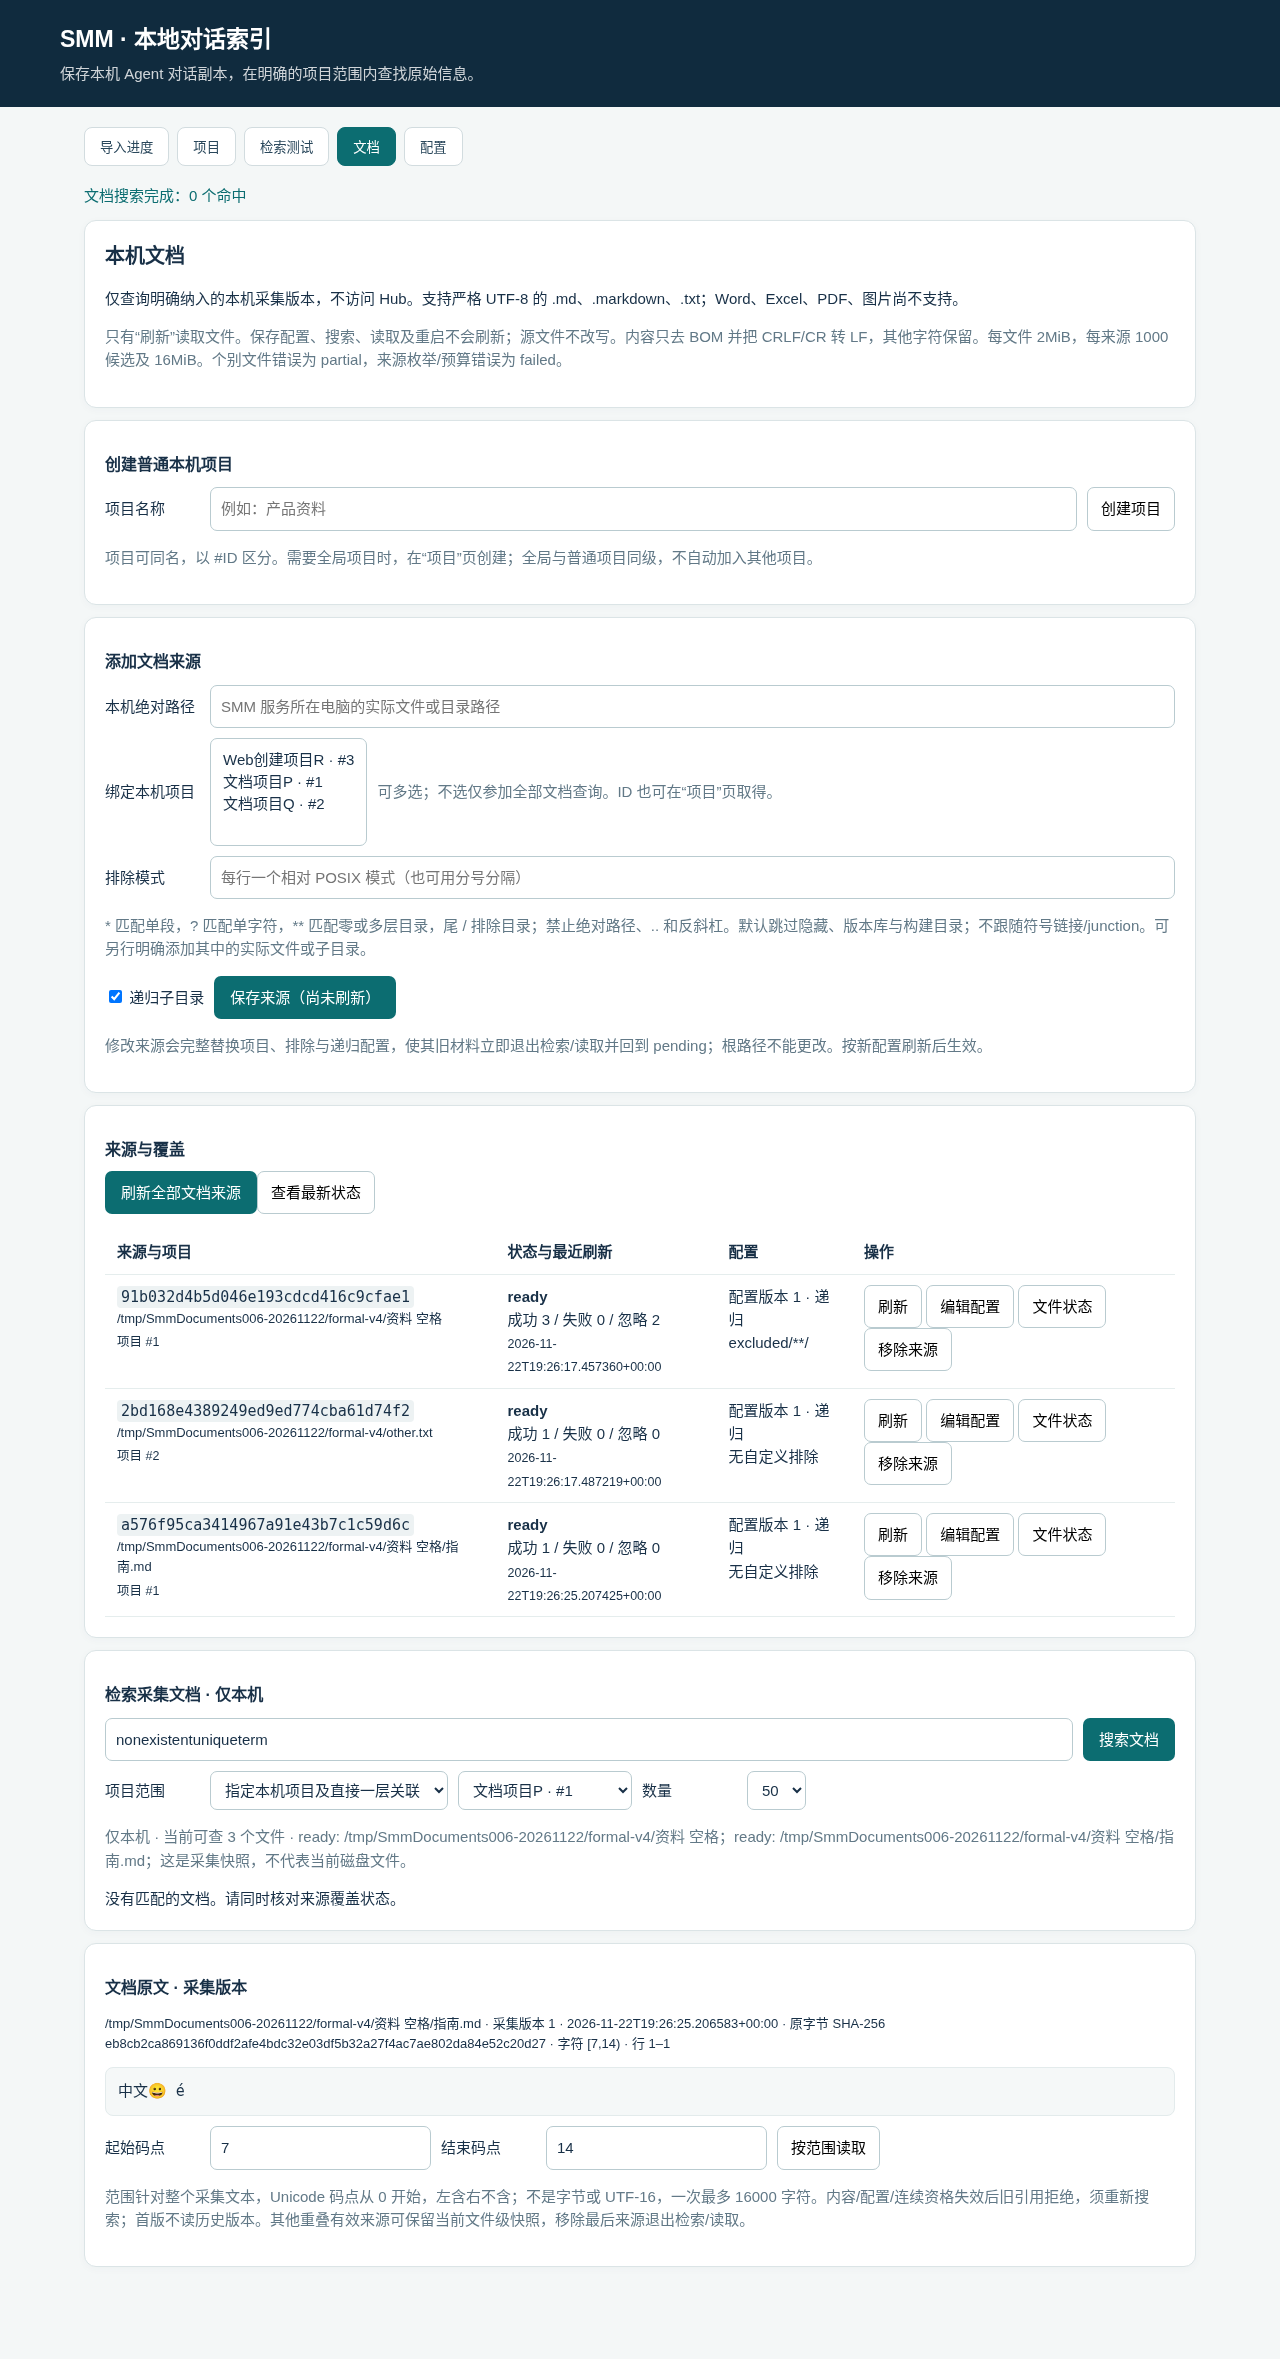 SMM · 本地对话索引
保存本机 Agent 对话副本，在明确的项目范围内查找原始信息。
导入进度 项目 检索测试 文档 配置
文档搜索完成：0 个命中
本机文档
仅查询明确纳入的本机采集版本，不访问 Hub。支持严格 UTF-8 的 .md、.markdown、.txt；Word、Excel、PDF、图片尚不支持。
只有“刷新”读取文件。保存配置、搜索、读取及重启不会刷新；源文件不改写。内容只去 BOM 并把 CRLF/CR 转 LF，其他字符保留。每文件 2MiB，每来源 1000
候选及 16MiB。个别文件错误为 partial，来源枚举/预算错误为 failed。
创建普通本机项目
项目名称 例如：产品资料 创建项目
项目可同名，以 #ID 区分。需要全局项目时，在“项目”页创建；全局与普通项目同级，不自动加入其他项目。
添加文档来源
本机绝对路径 SMM 服务所在电脑的实际文件或目录路径
Web创建项目R · #3
文档项目P · #1
绑定本机项目 可多选；不选仅参加全部文档查询。ID 也可在“项目”页取得。
文档项目Q · #2
排除模式 每行一个相对 POSIX 模式（也可用分号分隔）
* 匹配单段，? 匹配单字符，** 匹配零或多层目录，尾 / 排除目录；禁止绝对路径、.. 和反斜杠。默认跳过隐藏、版本库与构建目录；不跟随符号链接/junction。可
另行明确添加其中的实际文件或子目录。
递归子目录 保存来源（尚未刷新）
修改来源会完整替换项目、排除与递归配置，使其旧材料立即退出检索/读取并回到 pending；根路径不能更改。按新配置刷新后生效。
来源与覆盖
刷新全部文档来源 查看最新状态
来源与项目 状态与最近刷新 配置 操作
91b032d4b5d046e193cdcd416c9cfae1 ready 配置版本 1 · 递 刷新 编辑配置 文件状态
/tmp/SmmDocuments006-20261122/formal-v4/资料 空格 成功 3 / 失败 0 / 忽略 2 归
项目 #1 2026-11- excluded/**/ 移除来源
22T19:26:17.457360+00:00
2bd168e4389249ed9ed774cba61d74f2 ready 配置版本 1 · 递 刷新 编辑配置 文件状态
/tmp/SmmDocuments006-20261122/formal-v4/other.txt 成功 1 / 失败 0 / 忽略 0 归
项目 #2 2026-11- 无自定义排除 移除来源
22T19:26:17.487219+00:00
a576f95ca3414967a91e43b7c1c59d6c ready 配置版本 1 · 递 刷新 编辑配置 文件状态
/tmp/SmmDocuments006-20261122/formal-v4/资料 空格/指 成功 1 / 失败 0 / 忽略 0 归
南.md 2026-11- 无自定义排除 移除来源
项目 #1 22T19:26:25.207425+00:00
检索采集文档 · 仅本机
nonexistentuniqueterm 搜索文档
项目范围 指定本机项目及直接一层关联 文档项目P · #1 数量 50
仅本机 · 当前可查 3 个文件 · ready: /tmp/SmmDocuments006-20261122/formal-v4/资料 空格；ready: /tmp/SmmDocuments006-20261122/formal-v4/资料 空格/指
南.md；这是采集快照，不代表当前磁盘文件。
没有匹配的文档。请同时核对来源覆盖状态。
文档原文 · 采集版本
/tmp/SmmDocuments006-20261122/formal-v4/资料 空格/指南.md · 采集版本 1 · 2026-11-22T19:26:25.206583+00:00 · 原字节 SHA-256
eb8cb2ca869136f0ddf2afe4bdc32e03df5b32a27f4ac7ae802da84e52c20d27 · 字符 [7,14) · 行 1–1
中文😀 é
起始码点 7 结束码点 14 按范围读取
范围针对整个采集文本，Unicode 码点从 0 开始，左含右不含；不是字节或 UTF-16，一次最多 16000 字符。内容/配置/连续资格失效后旧引用拒绝，须重新搜
索；首版不读历史版本。其他重叠有效来源可保留当前文件级快照，移除最后来源退出检索/读取。